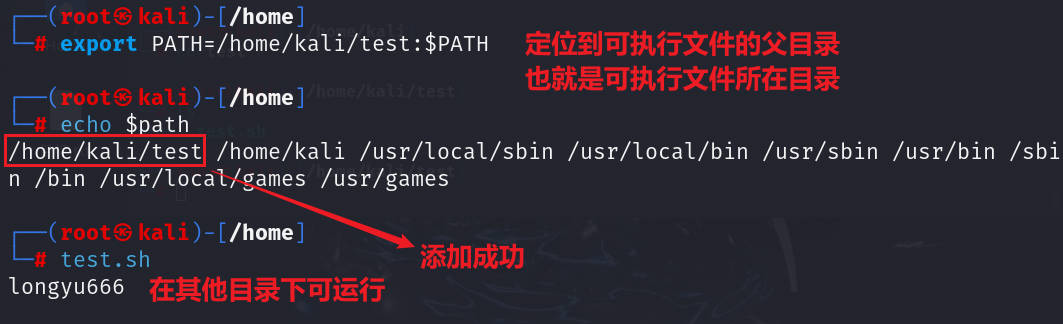 (root㉿kali)-[/home]
# export PATH=/home/kali/test:$PATH
定位到可执行文件的父目录
也就是可执行文件所在目录
(root㉿kali)-[/home]
# echo $path
/home/kali/test /home/kali /usr/local/sbin /usr/local/bin /usr/sbin /usr/bin /sbi
n /bin /usr/local/games /usr/games
(root㉿kali)-[/home]
# test.sh
添加成功
longyu666 在其他目录下可运行